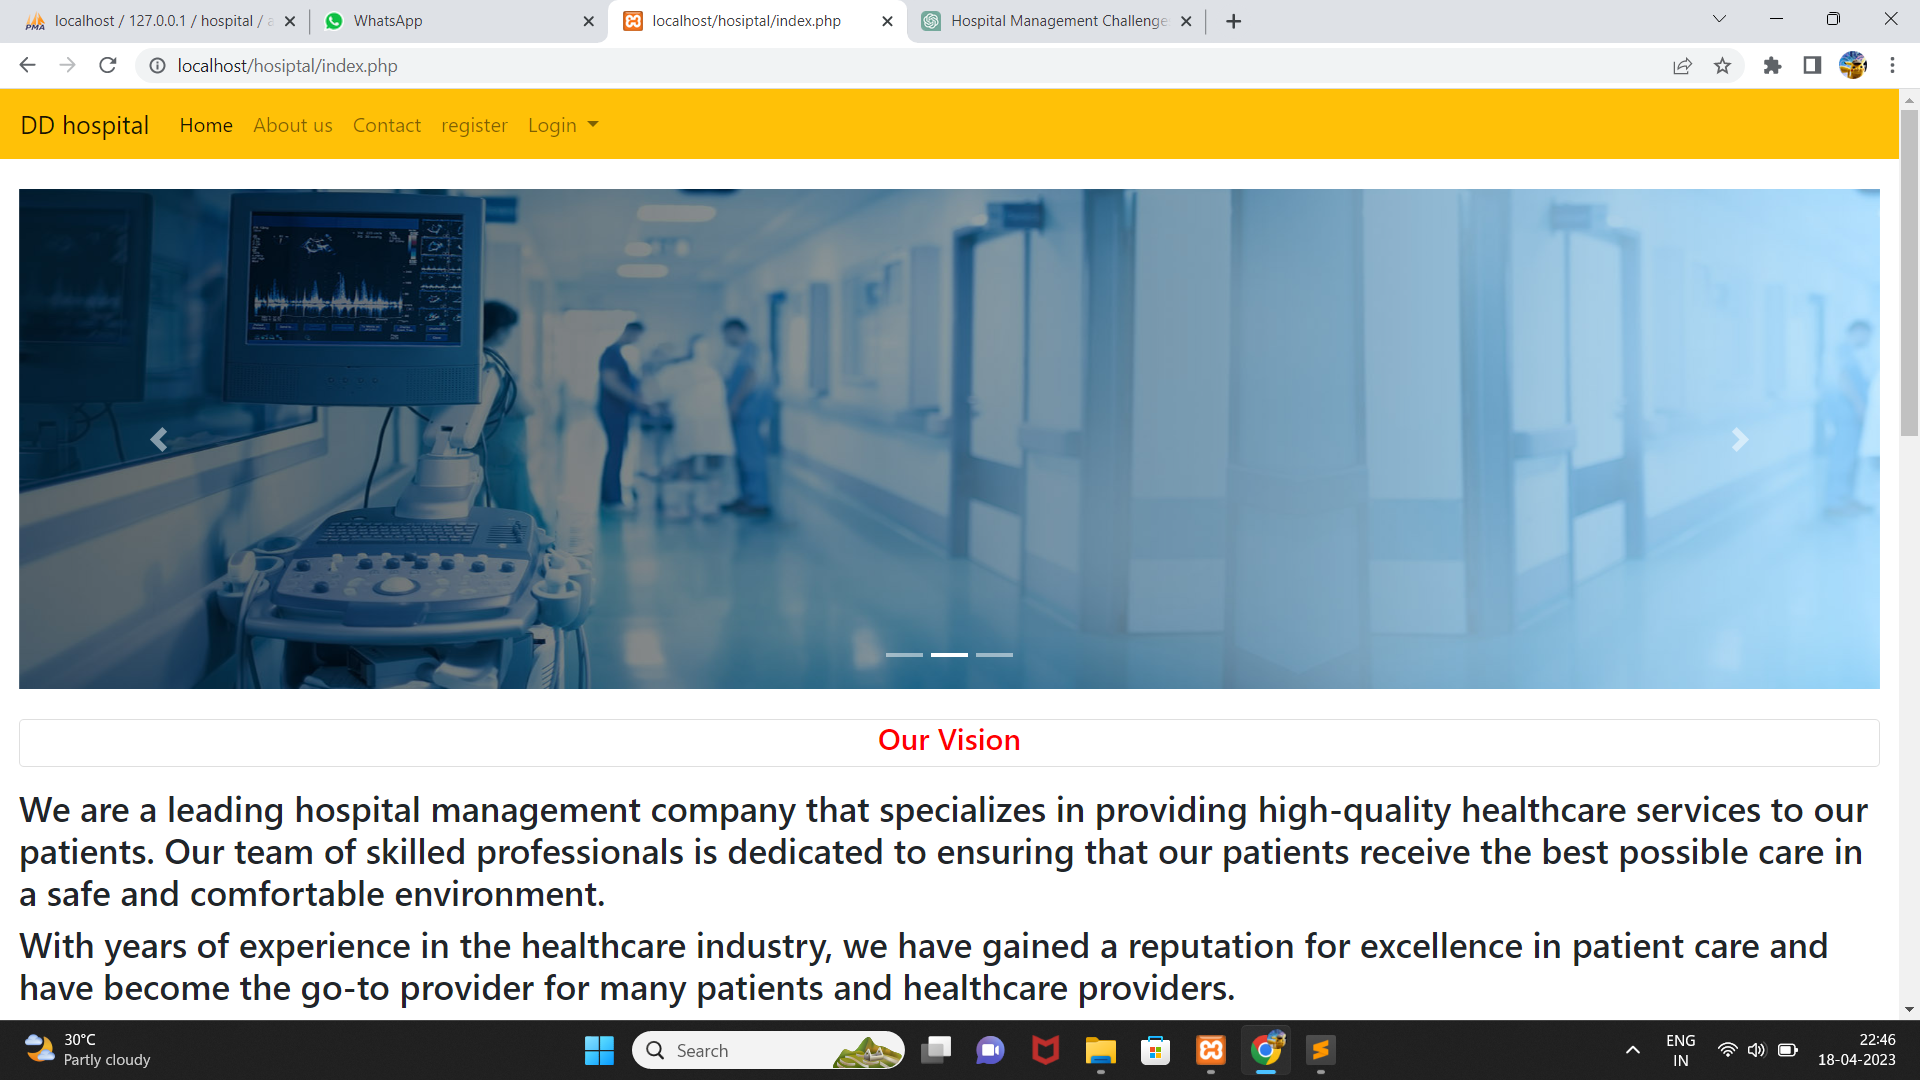 localhost / 127.0.0.1 / hospital / a
WhatsApp
localhost/hosiptal/index.php
Hospital Management Challenge
localhost/hosiptal/index.php
DD hospital
Home
About us
Contact
register
Login
Our Vision
We are a leading hospital management company that specializes in providing high-quality healthcare services to our
patients. Our team of skilled professionals is dedicated to ensuring that our patients receive the best possible care in
a safe and comfortable environment.
With years of experience in the healthcare industry, we have gained a reputation for excellence in patient care and
have become the go-to provider for many patients and healthcare providers.
30°C
Partly cloudy
Search
ENG
IN
22:46
18-04-2023